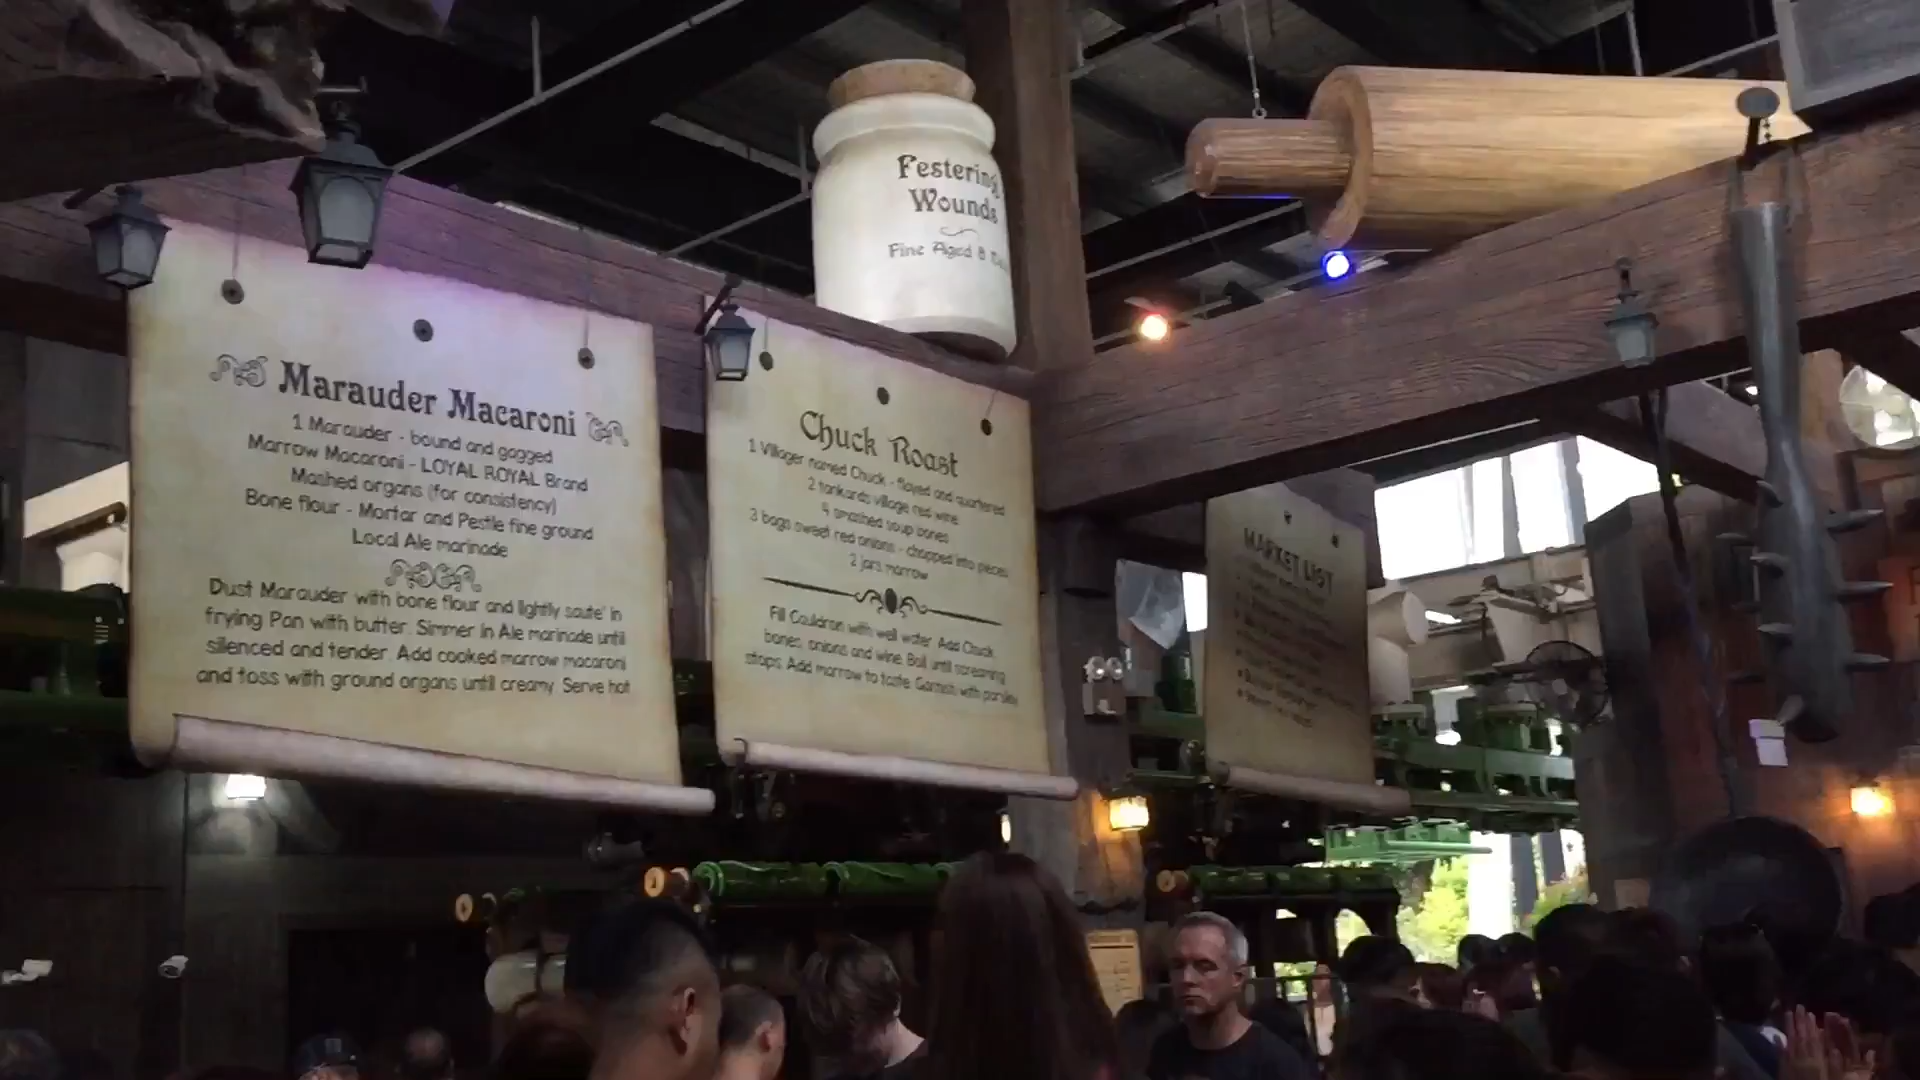 Festering
Wounds
Fine Aged 8
Marauder Macaroni
1 Marauder - bound and gagged
Marrow Macaroni - LOYAL ROYAL Brand
Mashed organs (for consistency)
Bone flour - Mortar and Pestle fine ground
Local Ale marinade
Dust Marauder with bone flour and lightly saute' in
frying Pan with butter. Simmer in Ale marinade until
silenced and tender. Add cooked marrow macaroni
and toss with ground organs until creamy. Serve hot
Chuck Roast
1 Villager named Chuck - flayed and quartered
2 tankards village red wine
4 smashed soup bones
3 bags sweet red onions - chopped into pieces
2 jars marrow
Fill Cauldron with well water. Add Chuck,
bones, onions and wine. Boil until screaming
stops. Add marrow to taste. Garnish with parsley
MARKET LIST